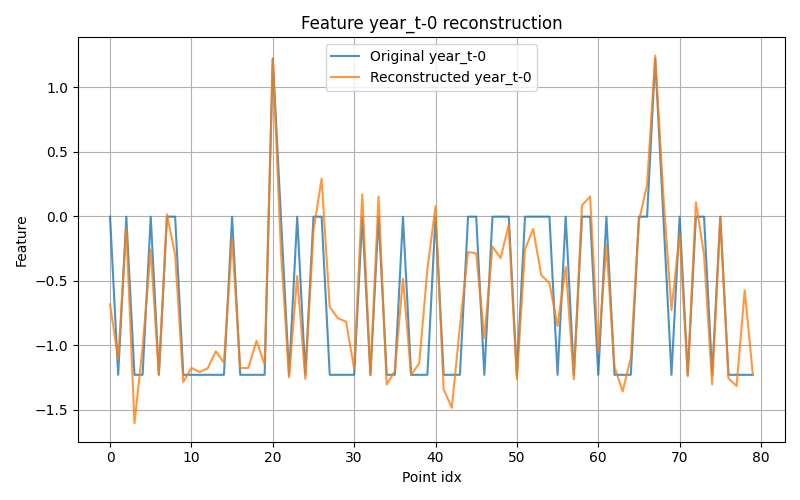 Feature year_t-0 reconstruction
Original year_t-0
Reconstructed year_t-0
Feature
1.0
0.5
0.0
−0.5
−1.0
−1.5
0 10 20 30 40 50 60 70 80
Point idx